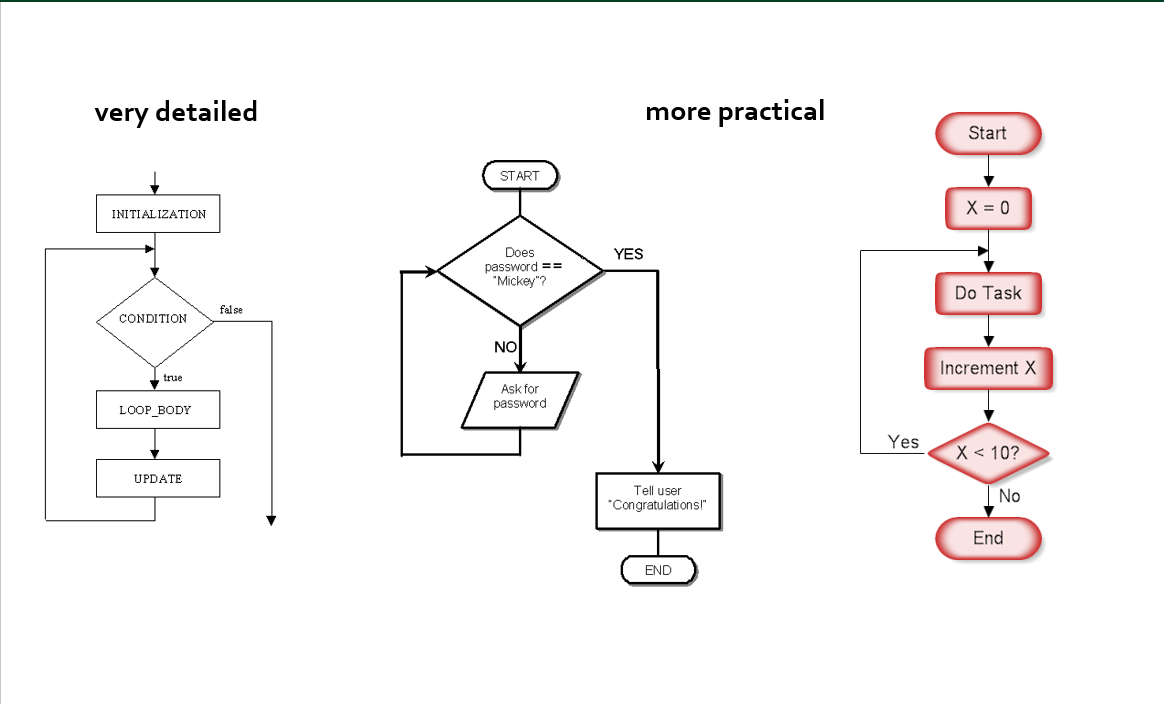 very detailed
INITIALIZATION
CONDITION
false
true
LOOP_BODY
UPDATE
more practical
START
Does
password ==
"Mickey"?
YES
NO
Ask for
password
Tell user
"Congratulations!"
END
Start
X = 0
Do Task
Increment X
X < 10?
Yes
No
End